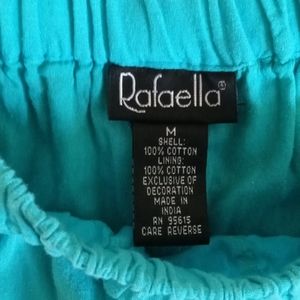 Rafaella®
M
SHELL:
100% COTTON
LINING:
100% COTTON
EXCLUSIVE OF
DECORATION
MADE IN
INDIA
RN 95615
CARE REVERSE